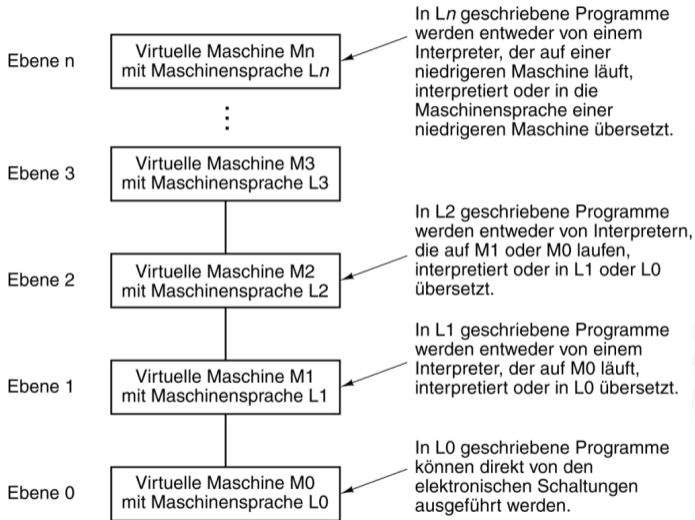 Ebene n
Virtuelle Maschine Mn
mit Maschinensprache Ln
In Ln geschriebene Programme
werden entweder von einem
Interpreter, der auf einer
niedrigeren Maschine läuft,
interpretiert oder in die
Maschinensprache einer
niedrigeren Maschine übersetzt.
Ebene 3
Virtuelle Maschine M3
mit Maschinensprache L3
Ebene 2
Virtuelle Maschine M2
mit Maschinensprache L2
In L2 geschriebene Programme
werden entweder von Interpretern,
die auf M1 oder M0 laufen,
interpretiert oder in L1 oder L0
übersetzt.
Ebene 1
Virtuelle Maschine M1
mit Maschinensprache L1
In L1 geschriebene Programme
werden entweder von einem
Interpreter, der auf M0 läuft,
interpretiert oder in L0 übersetzt.
Ebene 0
Virtuelle Maschine M0
mit Maschinensprache L0
In L0 geschriebene Programme
können direkt von den
elektronischen Schaltungen
ausgeführt werden.